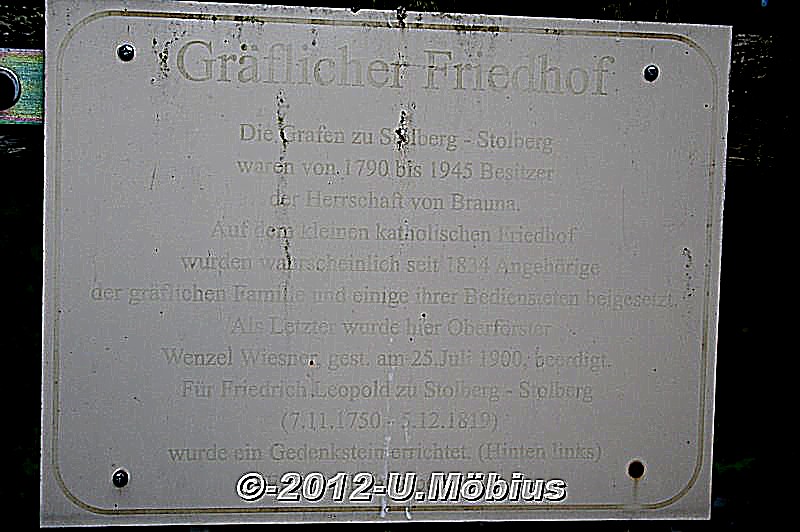 Gräflicher Friedhof
Die Grafen zu Stolberg - Stolberg
waren von 1790 bis 1945 Besitzer
der Herrschaft von Brauna.
Auf dem kleinen katholischen Friedhof
wurden wahrscheinlich seit 1834 Angehörige
der gräflichen Familie und einige ihrer Bediensteten beigesetzt.
Als Letzter wurde hier Oberförster
Wenzel Wiesner, gest. am 25.Juli 1900, beerdigt.
Für Friedrich Leopold zu Stolberg - Stolberg
(7.11.1750 - 5.12.1819)
wurde ein Gedenkstein errichtet. (Hinten links)
©-2012-U.Möbius